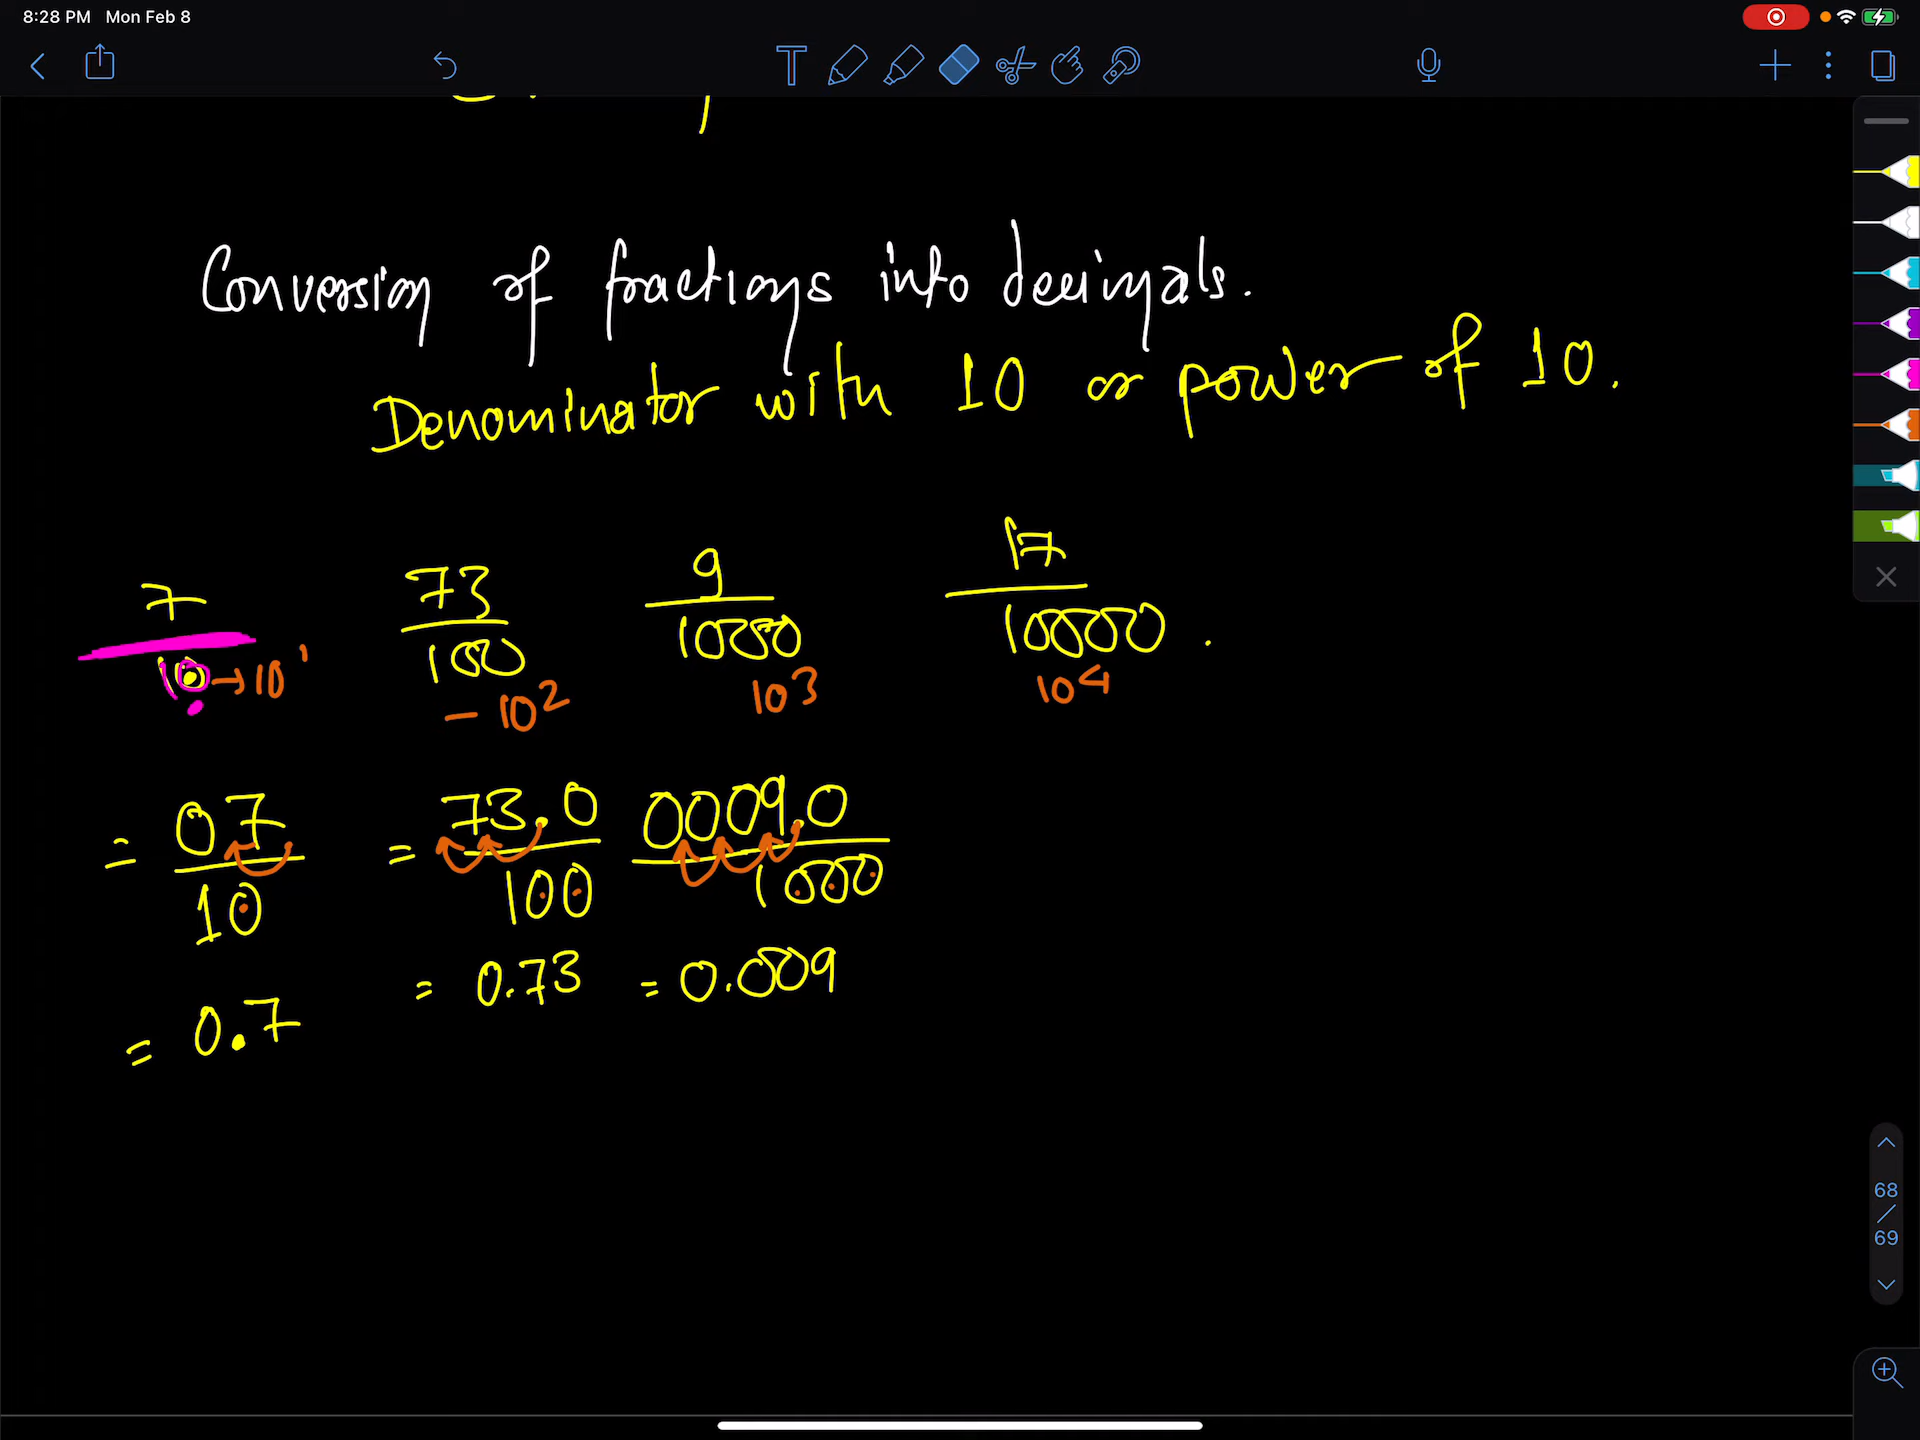 8:28 PM Mon Feb 8
Conversion of fractions into decimals.
Denominator with 10 or power of 10.
7/10 → 10¹ 73/100 - 10² 9/1000 10³ 17/10000 . 10⁴
= 07/10 = 73.0/100 0009.0/1000
= 0.7 = 0.73 = 0.009
68
/
69